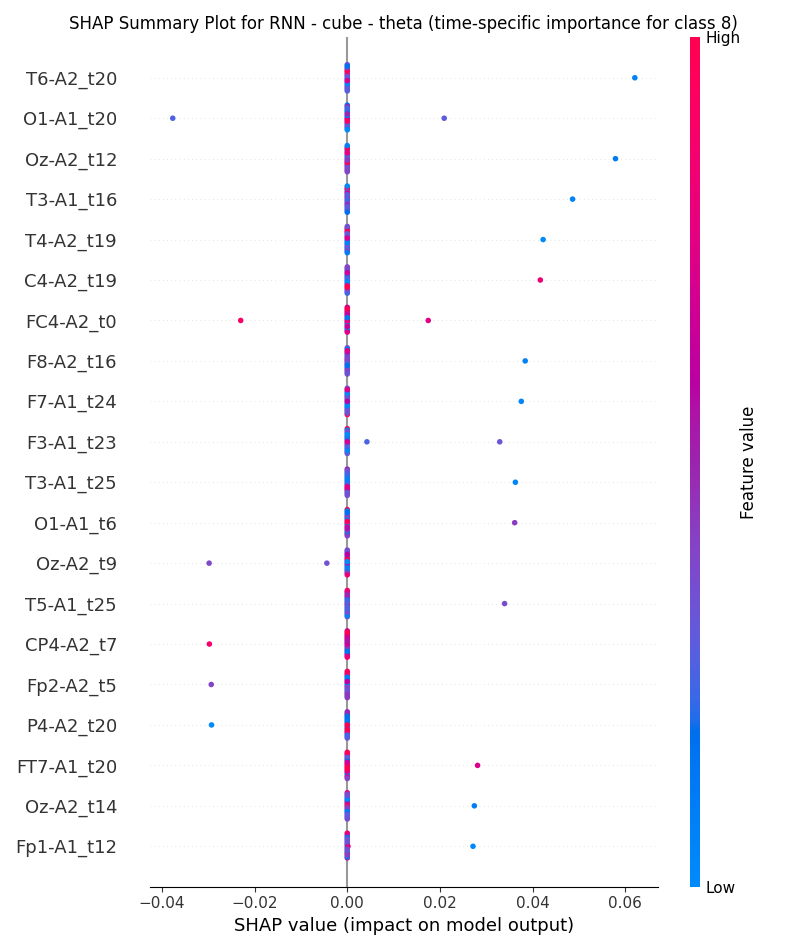 SHAP Summary Plot for RNN - cube - theta (time-specific importance for class 8)
High
T6-A2_t20
O1-A1_t20
Oz-A2_t12
T3-A1_t16
T4-A2_t19
C4-A2_t19
FC4-A2_t0
F8-A2_t16
F7-A1_t24
F3-A1_t23
T3-A1_t25
O1-A1_t6
Oz-A2_t9
T5-A1_t25
CP4-A2_t7
Fp2-A2_t5
P4-A2_t20
FT7-A1_t20
Oz-A2_t14
Fp1-A1_t12
Feature value
Low
−0.04 −0.02 0.00 0.02 0.04 0.06
SHAP value (impact on model output)